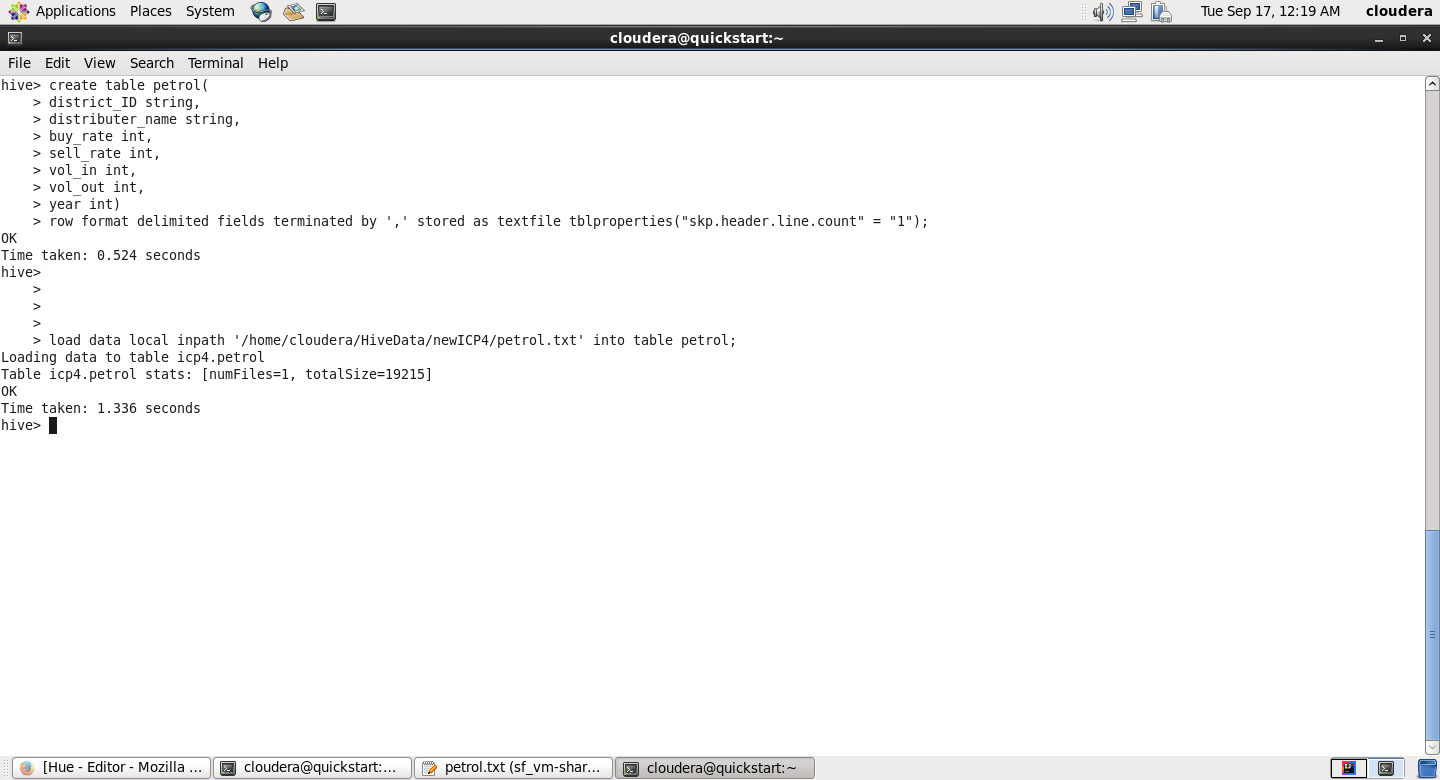 Applications Places System Tue Sep 17, 12:19 AM cloudera
cloudera@quickstart:~
File Edit View Search Terminal Help
hive> create table petrol(
    > district_ID string,
    > distributer_name string,
    > buy_rate int,
    > sell_rate int,
    > vol_in int,
    > vol_out int,
    > year int)
    > row format delimited fields terminated by ',' stored as textfile tblproperties("skp.header.line.count" = "1");
OK
Time taken: 0.524 seconds
hive>
    >
    >
    >
    > load data local inpath '/home/cloudera/HiveData/newICP4/petrol.txt' into table petrol;
Loading data to table icp4.petrol
Table icp4.petrol stats: [numFiles=1, totalSize=19215]
OK
Time taken: 1.336 seconds
hive>
[Hue - Editor - Mozilla ... cloudera@quickstart:... petrol.txt (sf_vm-shar... cloudera@quickstart:~